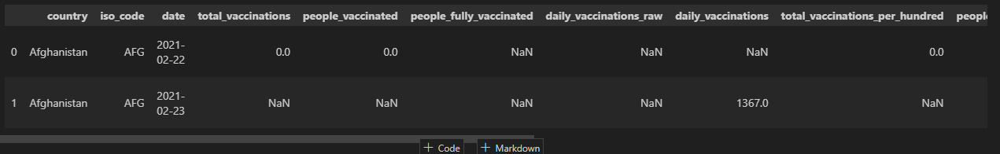 country iso_code date total_vaccinations people_vaccinated people_fully_vaccinated daily_vaccinations_raw daily_vaccinations total_vaccinations_per_hundred
0 Afghanistan AFG 2021-
02-22 0.0 0.0 NaN NaN NaN 0.0
1 Afghanistan AFG 2021-
02-23 NaN NaN NaN NaN 1367.0 NaN
+ Code + Markdown